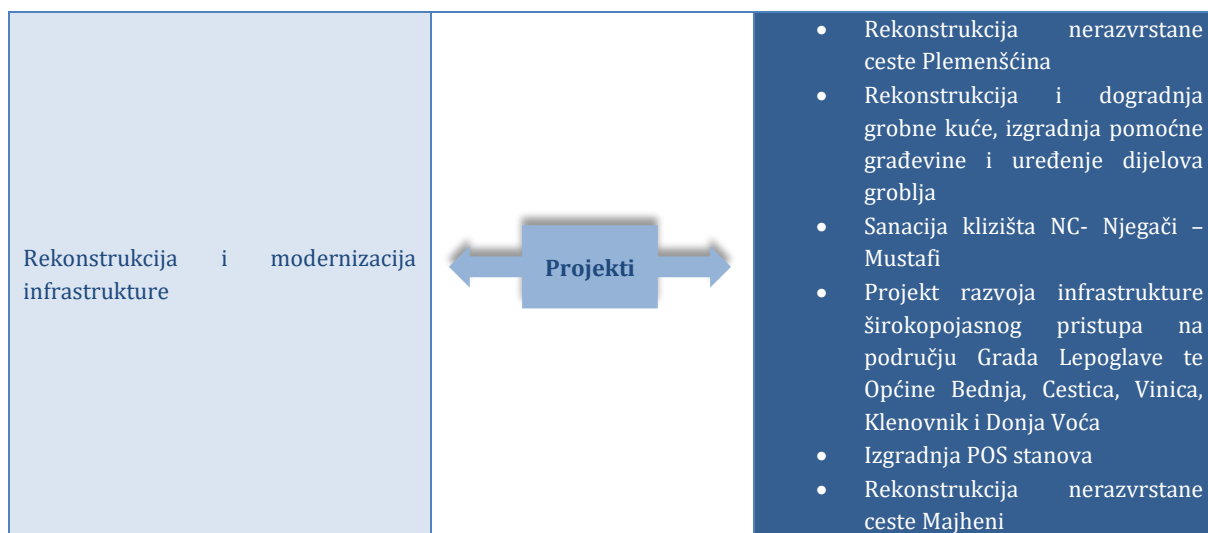 Rekonstrukcija i modernizacija
infrastrukture
Projekti
• Rekonstrukcija nerazvrstane
ceste Plemenšćina
• Rekonstrukcija i dogradnja
grobne kuće, izgradnja pomoćne
građevine i uređenje dijelova
groblja
• Sanacija klizišta NC- Njegači –
Mustafi
• Projekt razvoja infrastrukture
širokopojasnog pristupa na
području Grada Lepoglave te
Općine Bednja, Cestica, Vinica,
Klenovnik i Donja Voća
• Izgradnja POS stanova
• Rekonstrukcija nerazvrstane
ceste Majheni